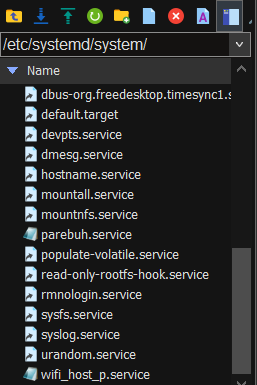 /etc/systemd/system/
Name
dbus-org.freedesktop.timesync1.s
default.target
devpts.service
dmesg.service
hostname.service
mountall.service
mountnfs.service
parebuh.service
populate-volatile.service
read-only-rootfs-hook.service
rmnologin.service
sysfs.service
syslog.service
urandom.service
wifi_host_p.service